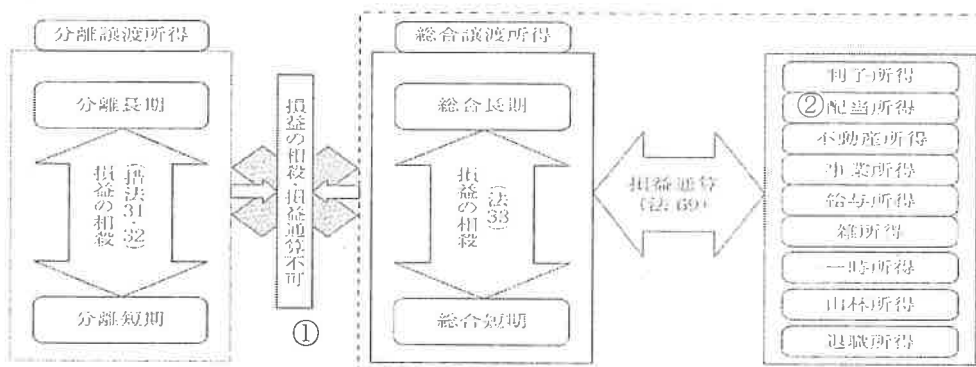 分離譲渡所得
分離長期
損益の相殺
（措法31・32）
分離短期
損益の相殺・損益通算不可
①
総合譲渡所得
総合長期
損益の相殺
（法33）
総合短期
損益通算
（法69）
利子所得
②配当所得
不動産所得
事業所得
給与所得
雑所得
一時所得
山林所得
退職所得